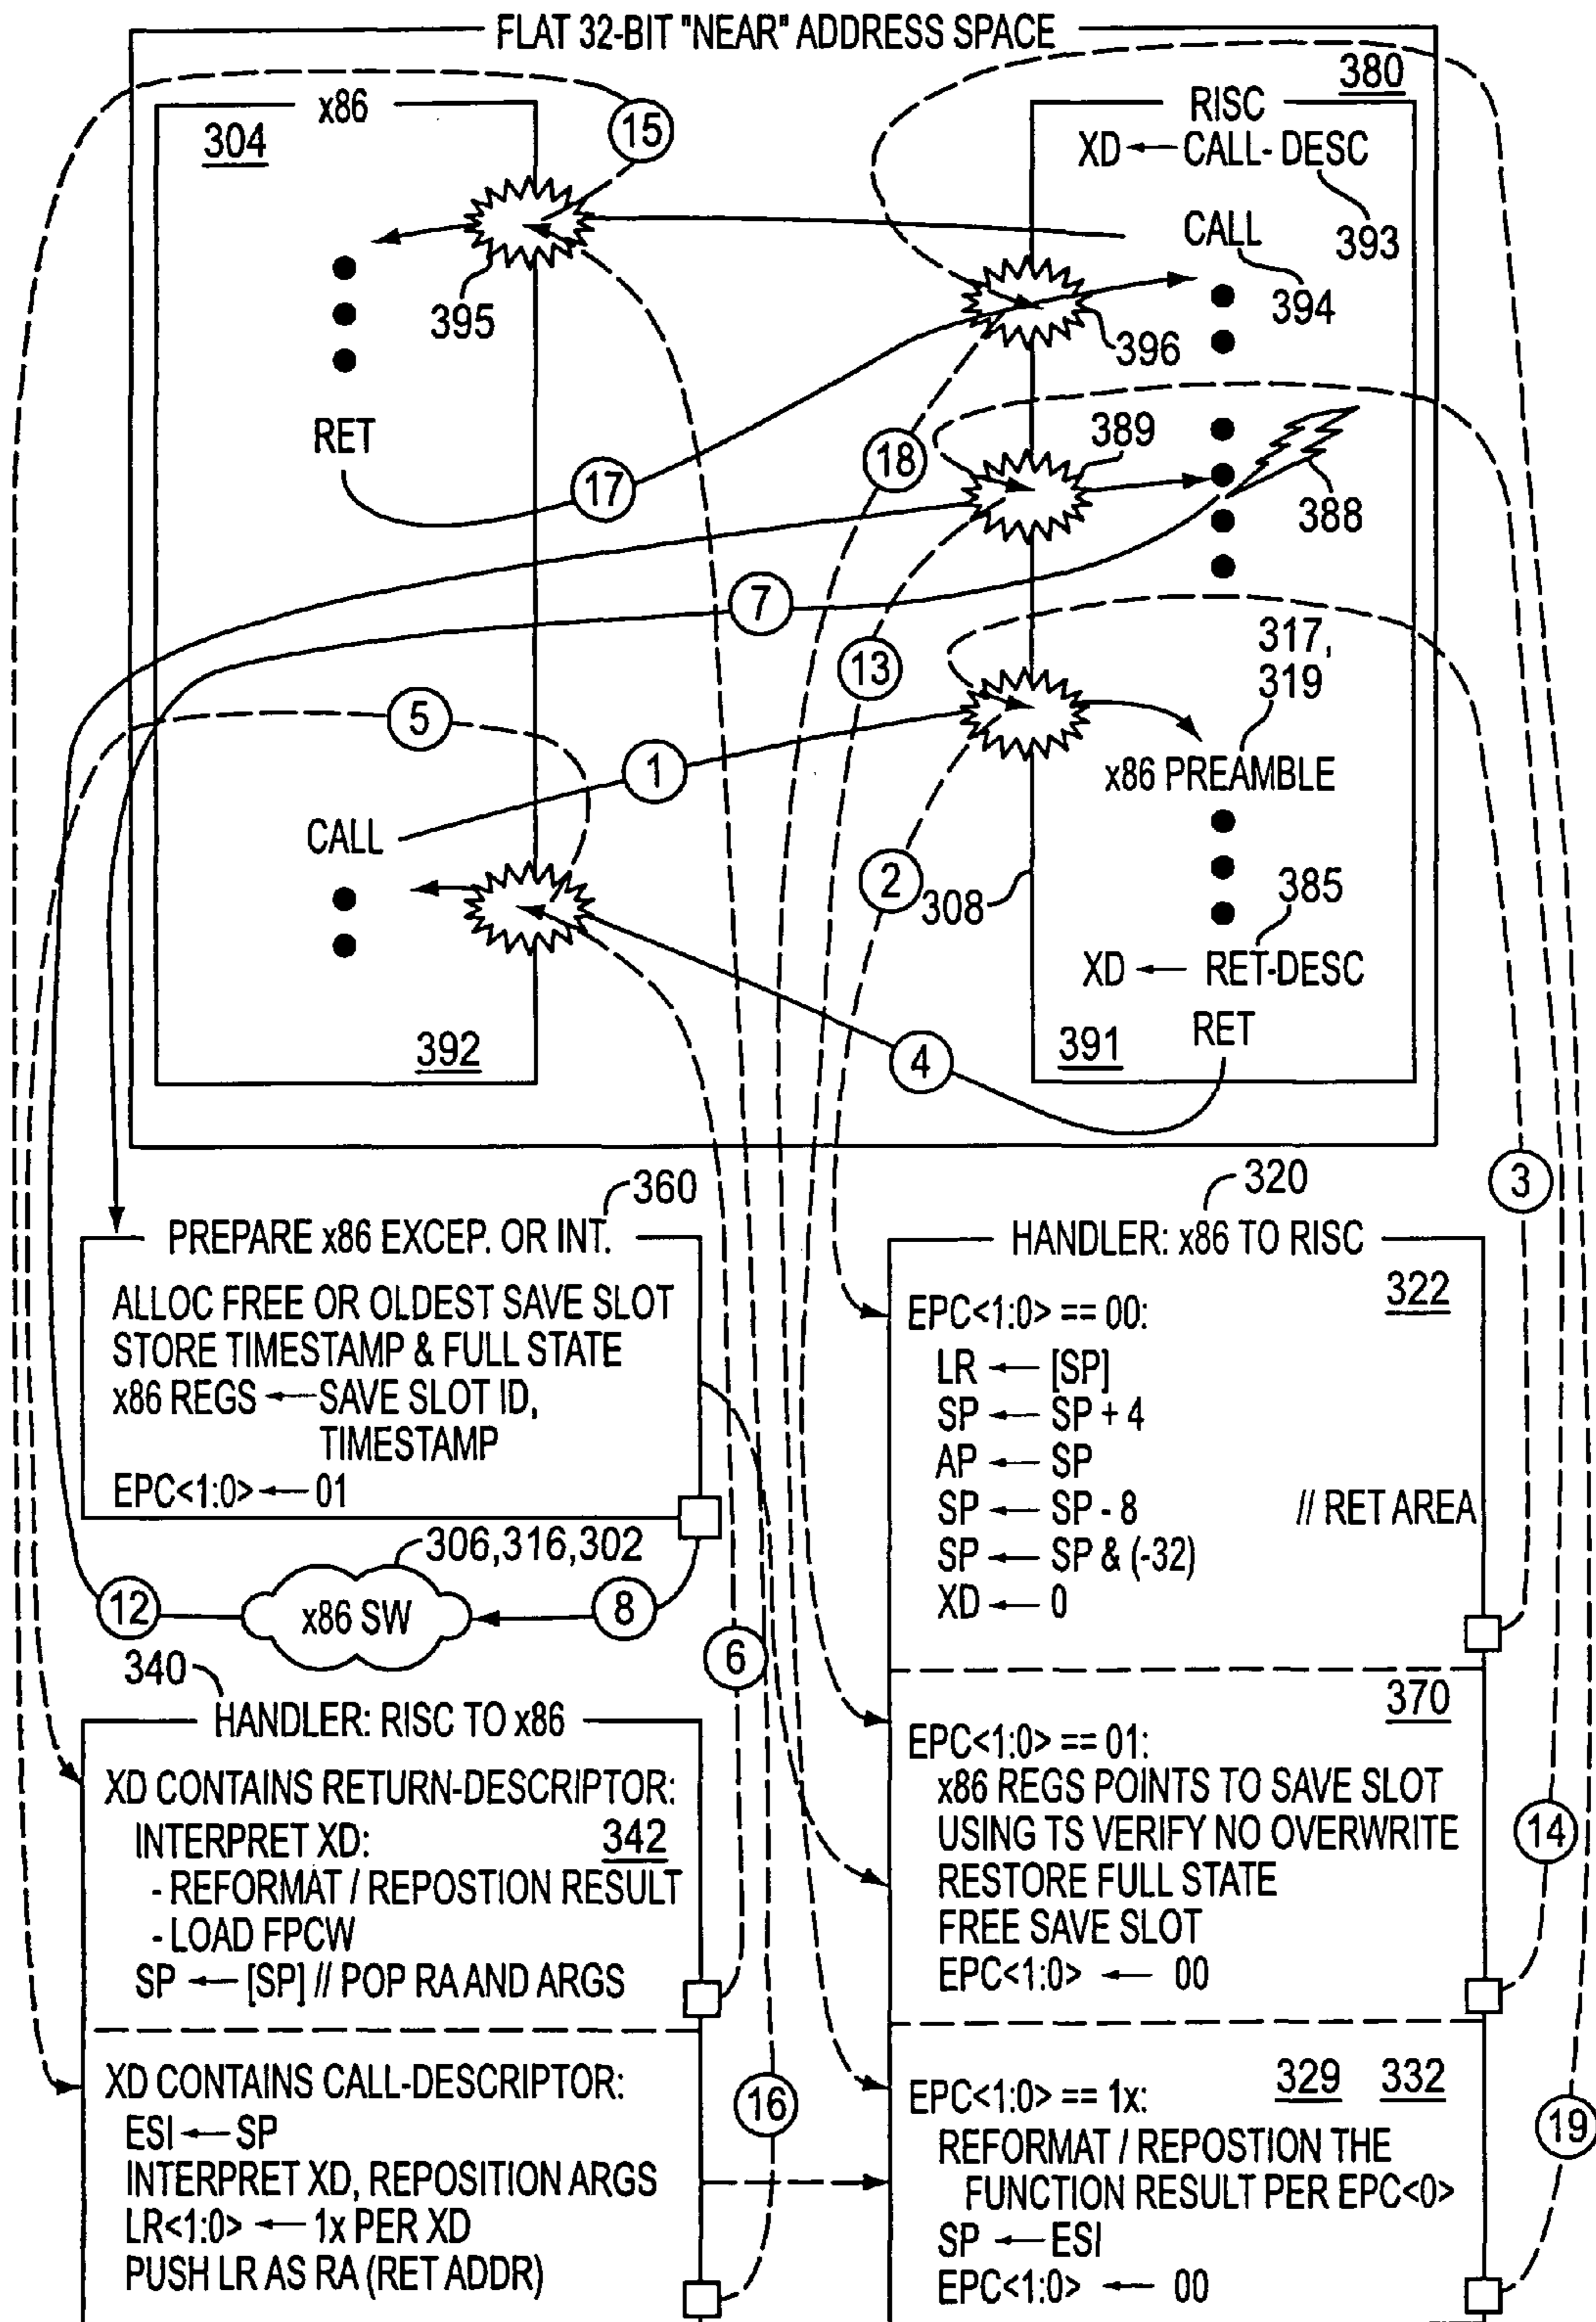 FLAT 32-BIT "NEAR" ADDRESS SPACE
380
x86
304
15
395
RET
17
RISC
XD ← CALL- DESC
393
CALL
394
396
18
389
388
7
13
317,
319
5
1
x86 PREAMBLE
CALL
2
308
385
XD ← RET-DESC
RET
392
391
4
3
360
PREPARE x86 EXCEP. OR INT.
ALLOC FREE OR OLDEST SAVE SLOT
STORE TIMESTAMP & FULL STATE
x86 REGS ← SAVE SLOT ID,
TIMESTAMP
EPC<1:0> ← 01
306,316,302
12
x86 SW
8
6
340
HANDLER: RISC TO x86
XD CONTAINS RETURN-DESCRIPTOR:
INTERPRET XD:
342
- REFORMAT / REPOSTION RESULT
- LOAD FPCW
SP ← [SP] // POP RA AND ARGS
XD CONTAINS CALL-DESCRIPTOR:
ESI ← SP
INTERPRET XD, REPOSITION ARGS
LR<1:0> ← 1x PER XD
PUSH LR AS RA (RET ADDR)
16
320
HANDLER: x86 TO RISC
322
EPC<1:0> == 00:
LR ← [SP]
SP ← SP + 4
AP ← SP
SP ← SP - 8 // RET AREA
SP ← SP & (-32)
XD ← 0
370
EPC<1:0> == 01:
x86 REGS POINTS TO SAVE SLOT
USING TS VERIFY NO OVERWRITE
RESTORE FULL STATE
FREE SAVE SLOT
EPC<1:0> ← 00
14
EPC<1:0> == 1x:
329 332
REFORMAT / REPOSTION THE
FUNCTION RESULT PER EPC<0>
SP ← ESI
EPC<1:0> ← 00
19